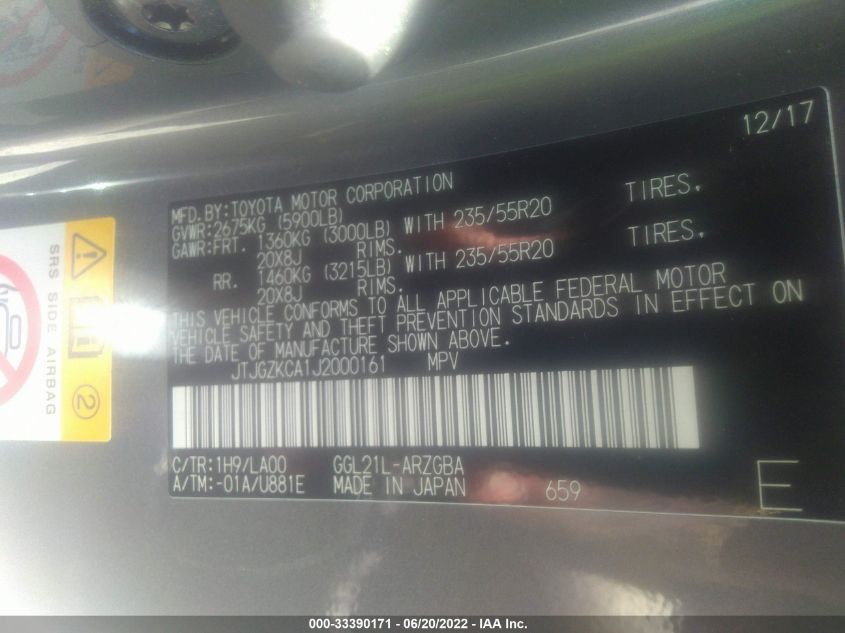 12/17
MFD.BY:TOYOTA MOTOR CORPORATION
GVWR:2675KG (5900LB)
GAWR:FRT. 1360KG (3000LB) WITH 235/55R20 TIRES,
20X8J RIMS.
RR. 1460KG (3215LB) WITH 235/55R20 TIRES,
20X8J RIMS.
THIS VEHICLE CONFORMS TO ALL APPLICABLE FEDERAL MOTOR
VEHICLE SAFETY AND THEFT PREVENTION STANDARDS IN EFFECT ON
THE DATE OF MANUFACTURE SHOWN ABOVE.
JTJGZKCA1J2000161 MPV
C/TR:1H9/LA00 GGL21L-ARZGBA
A/TM:-01A/U881E MADE IN JAPAN 659
E
SRS SIDE AIRBAG
2
000-33390171 - 06/20/2022 - IAA Inc.